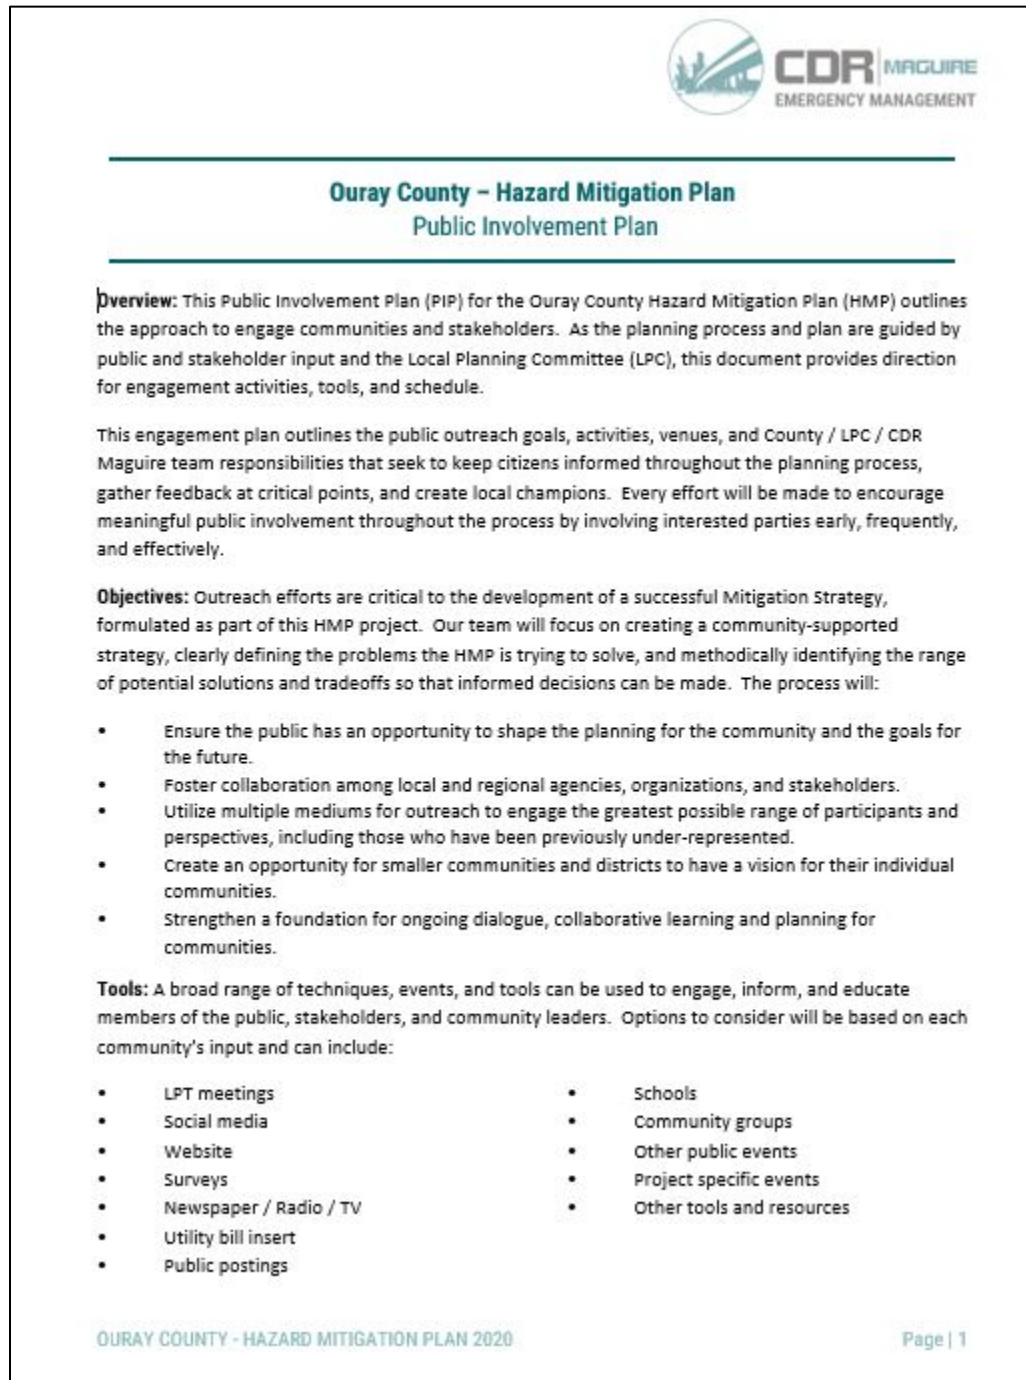 CDR MAGUIRE
EMERGENCY MANAGEMENT
Ouray County – Hazard Mitigation Plan
Public Involvement Plan
Overview: This Public Involvement Plan (PIP) for the Ouray County Hazard Mitigation Plan (HMP) outlines
the approach to engage communities and stakeholders. As the planning process and plan are guided by
public and stakeholder input and the Local Planning Committee (LPC), this document provides direction
for engagement activities, tools, and schedule.
This engagement plan outlines the public outreach goals, activities, venues, and County / LPC / CDR
Maguire team responsibilities that seek to keep citizens informed throughout the planning process,
gather feedback at critical points, and create local champions. Every effort will be made to encourage
meaningful public involvement throughout the process by involving interested parties early, frequently,
and effectively.
Objectives: Outreach efforts are critical to the development of a successful Mitigation Strategy,
formulated as part of this HMP project. Our team will focus on creating a community-supported
strategy, clearly defining the problems the HMP is trying to solve, and methodically identifying the range
of potential solutions and tradeoffs so that informed decisions can be made. The process will:
• Ensure the public has an opportunity to shape the planning for the community and the goals for
the future.
• Foster collaboration among local and regional agencies, organizations, and stakeholders.
• Utilize multiple mediums for outreach to engage the greatest possible range of participants and
perspectives, including those who have been previously under-represented.
• Create an opportunity for smaller communities and districts to have a vision for their individual
communities.
• Strengthen a foundation for ongoing dialogue, collaborative learning and planning for
communities.
Tools: A broad range of techniques, events, and tools can be used to engage, inform, and educate
members of the public, stakeholders, and community leaders. Options to consider will be based on each
community's input and can include:
• LPT meetings
• Social media
• Website
• Surveys
• Newspaper / Radio / TV
• Utility bill insert
• Public postings
• Schools
• Community groups
• Other public events
• Project specific events
• Other tools and resources
OURAY COUNTY - HAZARD MITIGATION PLAN 2020
Page | 1